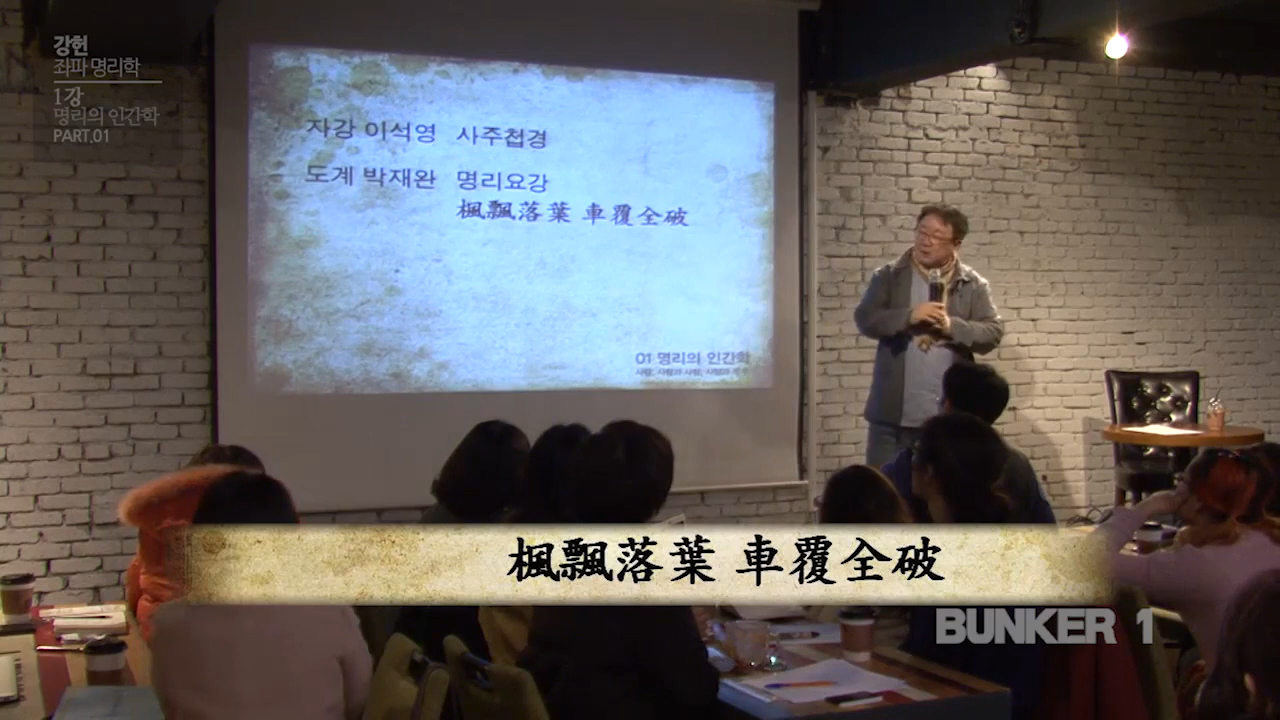 강헌
좌파 명리학
1강
명리의 인간학
PART.01
자강 이석영 사주첩경
도계 박재완 명리요강
楓飄落葉 車覆全破
01 명리의 인간학
楓飄落葉 車覆全破
BUNKER 1